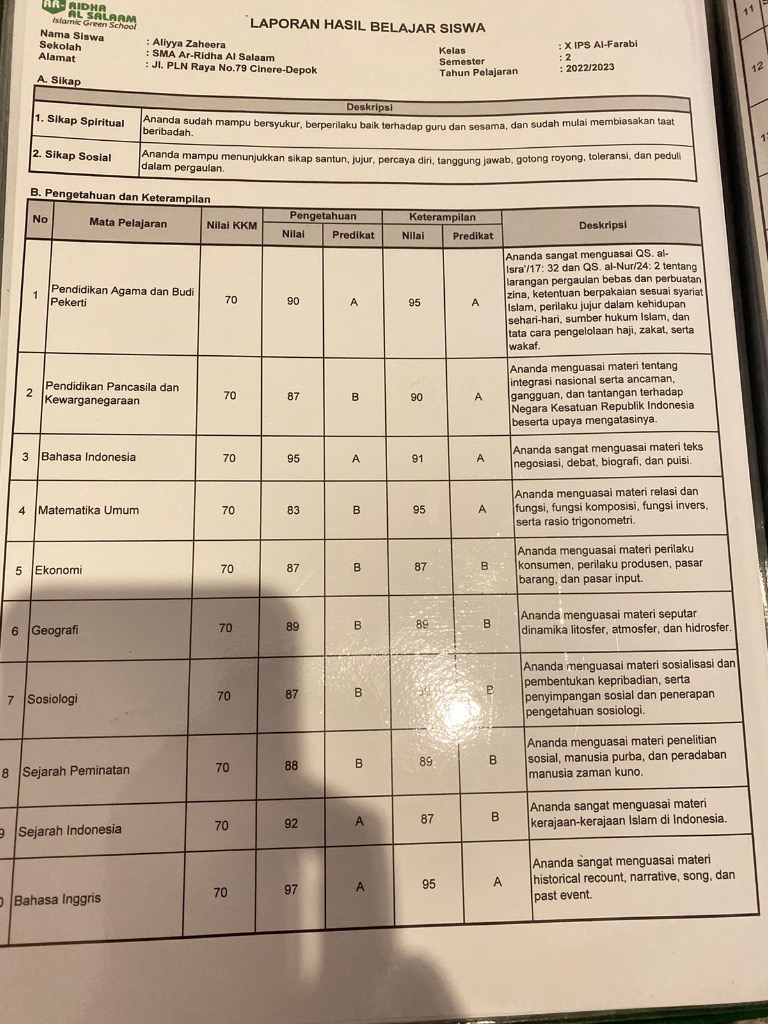 AR-RIDHA
AL SALAAM
Islamic Green School
LAPORAN HASIL BELAJAR SISWA
Nama Siswa : Aliyya Zaheera
Sekolah : SMA Ar-Ridha Al Salaam
Alamat : Jl. PLN Raya No.79 Cinere-Depok
Kelas : X IPS Al-Farabi
Semester : 2
Tahun Pelajaran : 2022/2023
A. Sikap
Deskripsi
1. Sikap Spiritual Ananda sudah mampu bersyukur, berperilaku baik terhadap guru dan sesama, dan sudah mulai membiasakan taat
beribadah.
2. Sikap Sosial Ananda mampu menunjukkan sikap santun, jujur, percaya diri, tanggung jawab, gotong royong, toleransi, dan peduli
dalam pergaulan.
B. Pengetahuan dan Keterampilan
No Mata Pelajaran Nilai KKM Pengetahuan Keterampilan Deskripsi
Nilai Predikat Nilai Predikat
1 Pendidikan Agama dan Budi
Pekerti 70 90 A 95 A
Ananda sangat menguasai QS. al-
Isra'/17: 32 dan QS. al-Nur/24: 2 tentang
larangan pergaulan bebas dan perbuatan
zina, ketentuan berpakaian sesuai syariat
Islam, perilaku jujur dalam kehidupan
sehari-hari, sumber hukum Islam, dan
tata cara pengelolaan haji, zakat, serta
wakaf.
2 Pendidikan Pancasila dan
Kewarganegaraan 70 87 B 90 A
Ananda menguasai materi tentang
integrasi nasional serta ancaman,
gangguan, dan tantangan terhadap
Negara Kesatuan Republik Indonesia
beserta upaya mengatasinya.
3 Bahasa Indonesia 70 95 A 91 A
Ananda sangat menguasai materi teks
negosiasi, debat, biografi, dan puisi.
4 Matematika Umum 70 83 B 95 A
Ananda menguasai materi relasi dan
fungsi, fungsi komposisi, fungsi invers,
serta rasio trigonometri.
5 Ekonomi 70 87 B 87 B
Ananda menguasai materi perilaku
konsumen, perilaku produsen, pasar
barang, dan pasar input.
6 Geografi 70 89 B 89 B
Ananda menguasai materi seputar
dinamika litosfer, atmosfer, dan hidrosfer.
7 Sosiologi 70 87 B B
Ananda menguasai materi sosialisasi dan
pembentukan kepribadian, serta
penyimpangan sosial dan penerapan
pengetahuan sosiologi.
8 Sejarah Peminatan 70 88 B 89 B
Ananda menguasai materi penelitian
sosial, manusia purba, dan peradaban
manusia zaman kuno.
9 Sejarah Indonesia 70 92 A 87 B
Ananda sangat menguasai materi
kerajaan-kerajaan Islam di Indonesia.
Bahasa Inggris 70 97 A 95 A
Ananda sangat menguasai materi
historical recount, narrative, song, dan
past event.
11
12